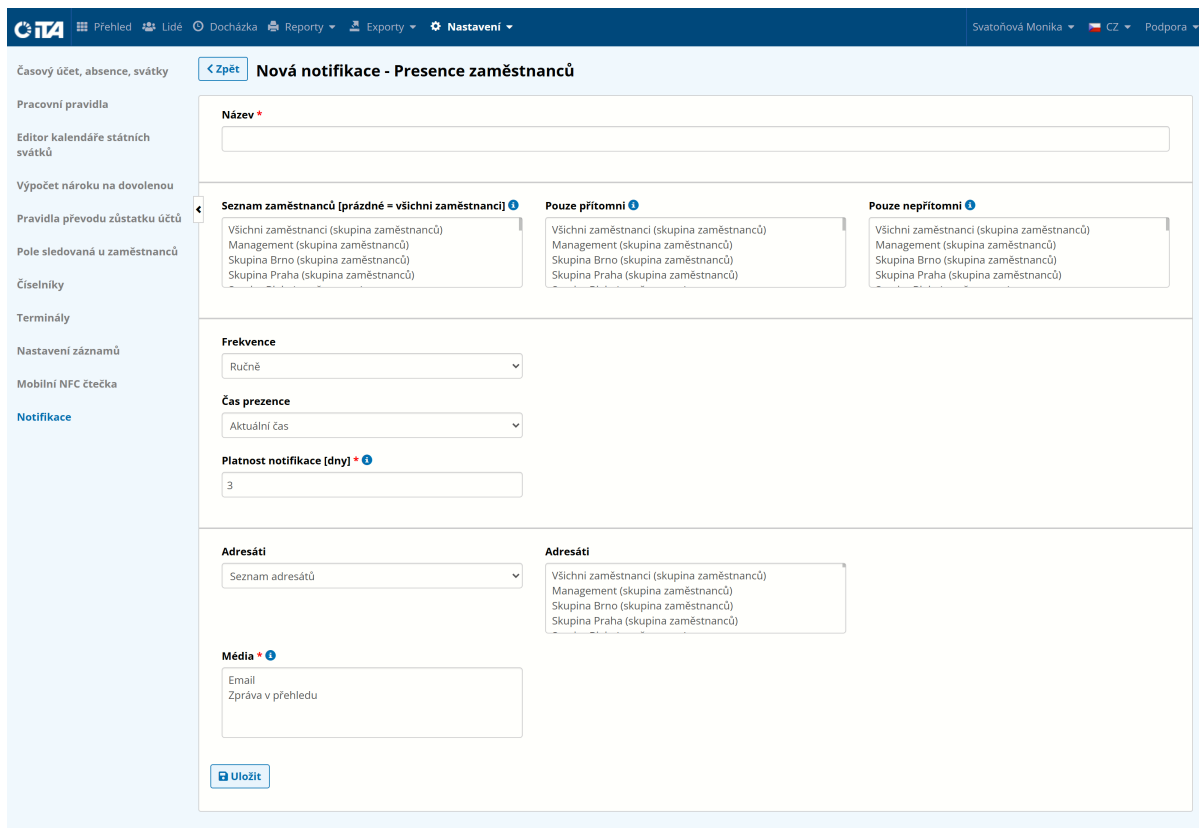 iTA Přehled Lidé Docházka Reporty Exporty Nastavení Svatoňová Monika CZ Podpora
Časový účet, absence, svátky
Pracovní pravidla
Editor kalendáře státních
svátků
Výpočet nároku na dovolenou
Pravidla převodu zůstatku účtů
Pole sledovaná u zaměstnanců
Číselníky
Terminály
Nastavení záznamů
Mobilní NFC čtečka
Notifikace
Zpět Nová notifikace - Presence zaměstnanců
Název *
Seznam zaměstnanců [prázdné = všichni zaměstnanci]
Všichni zaměstnanci (skupina zaměstnanců)
Management (skupina zaměstnanců)
Skupina Brno (skupina zaměstnanců)
Skupina Praha (skupina zaměstnanců)
Pouze přítomni
Všichni zaměstnanci (skupina zaměstnanců)
Management (skupina zaměstnanců)
Skupina Brno (skupina zaměstnanců)
Skupina Praha (skupina zaměstnanců)
Pouze nepřítomni
Všichni zaměstnanci (skupina zaměstnanců)
Management (skupina zaměstnanců)
Skupina Brno (skupina zaměstnanců)
Skupina Praha (skupina zaměstnanců)
Frekvence
Ručně
Čas prezence
Aktuální čas
Platnost notifikace [dny] *
3
Adresáti
Seznam adresátů
Adresáti
Všichni zaměstnanci (skupina zaměstnanců)
Management (skupina zaměstnanců)
Skupina Brno (skupina zaměstnanců)
Skupina Praha (skupina zaměstnanců)
Média *
Email
Zpráva v přehledu
Uložit